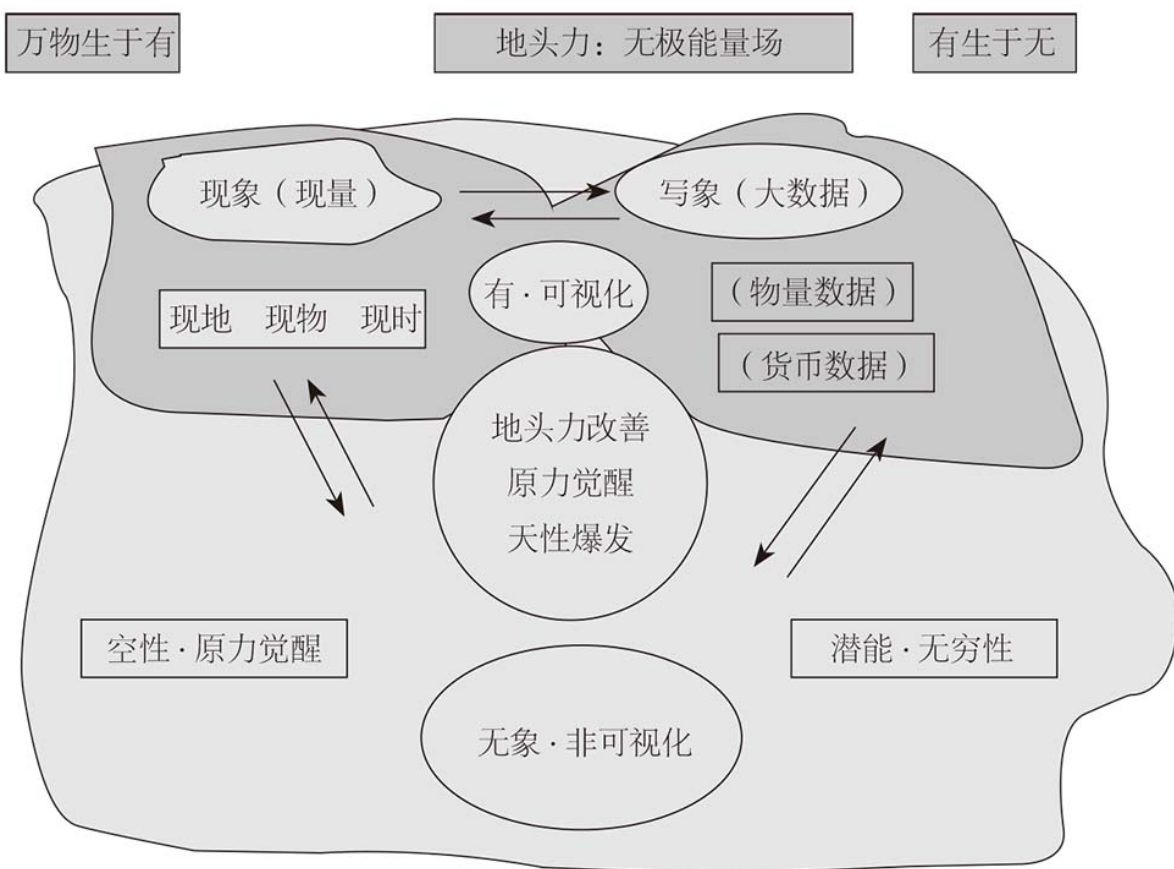 万物生于有
地头力：无极能量场
有生于无
现象（现量）
写象（大数据）
有·可视化
（物量数据）
现地 现物 现时
（货币数据）
地头力改善
原力觉醒
天性爆发
空性·原力觉醒
潜能·无穷性
无象·非可视化